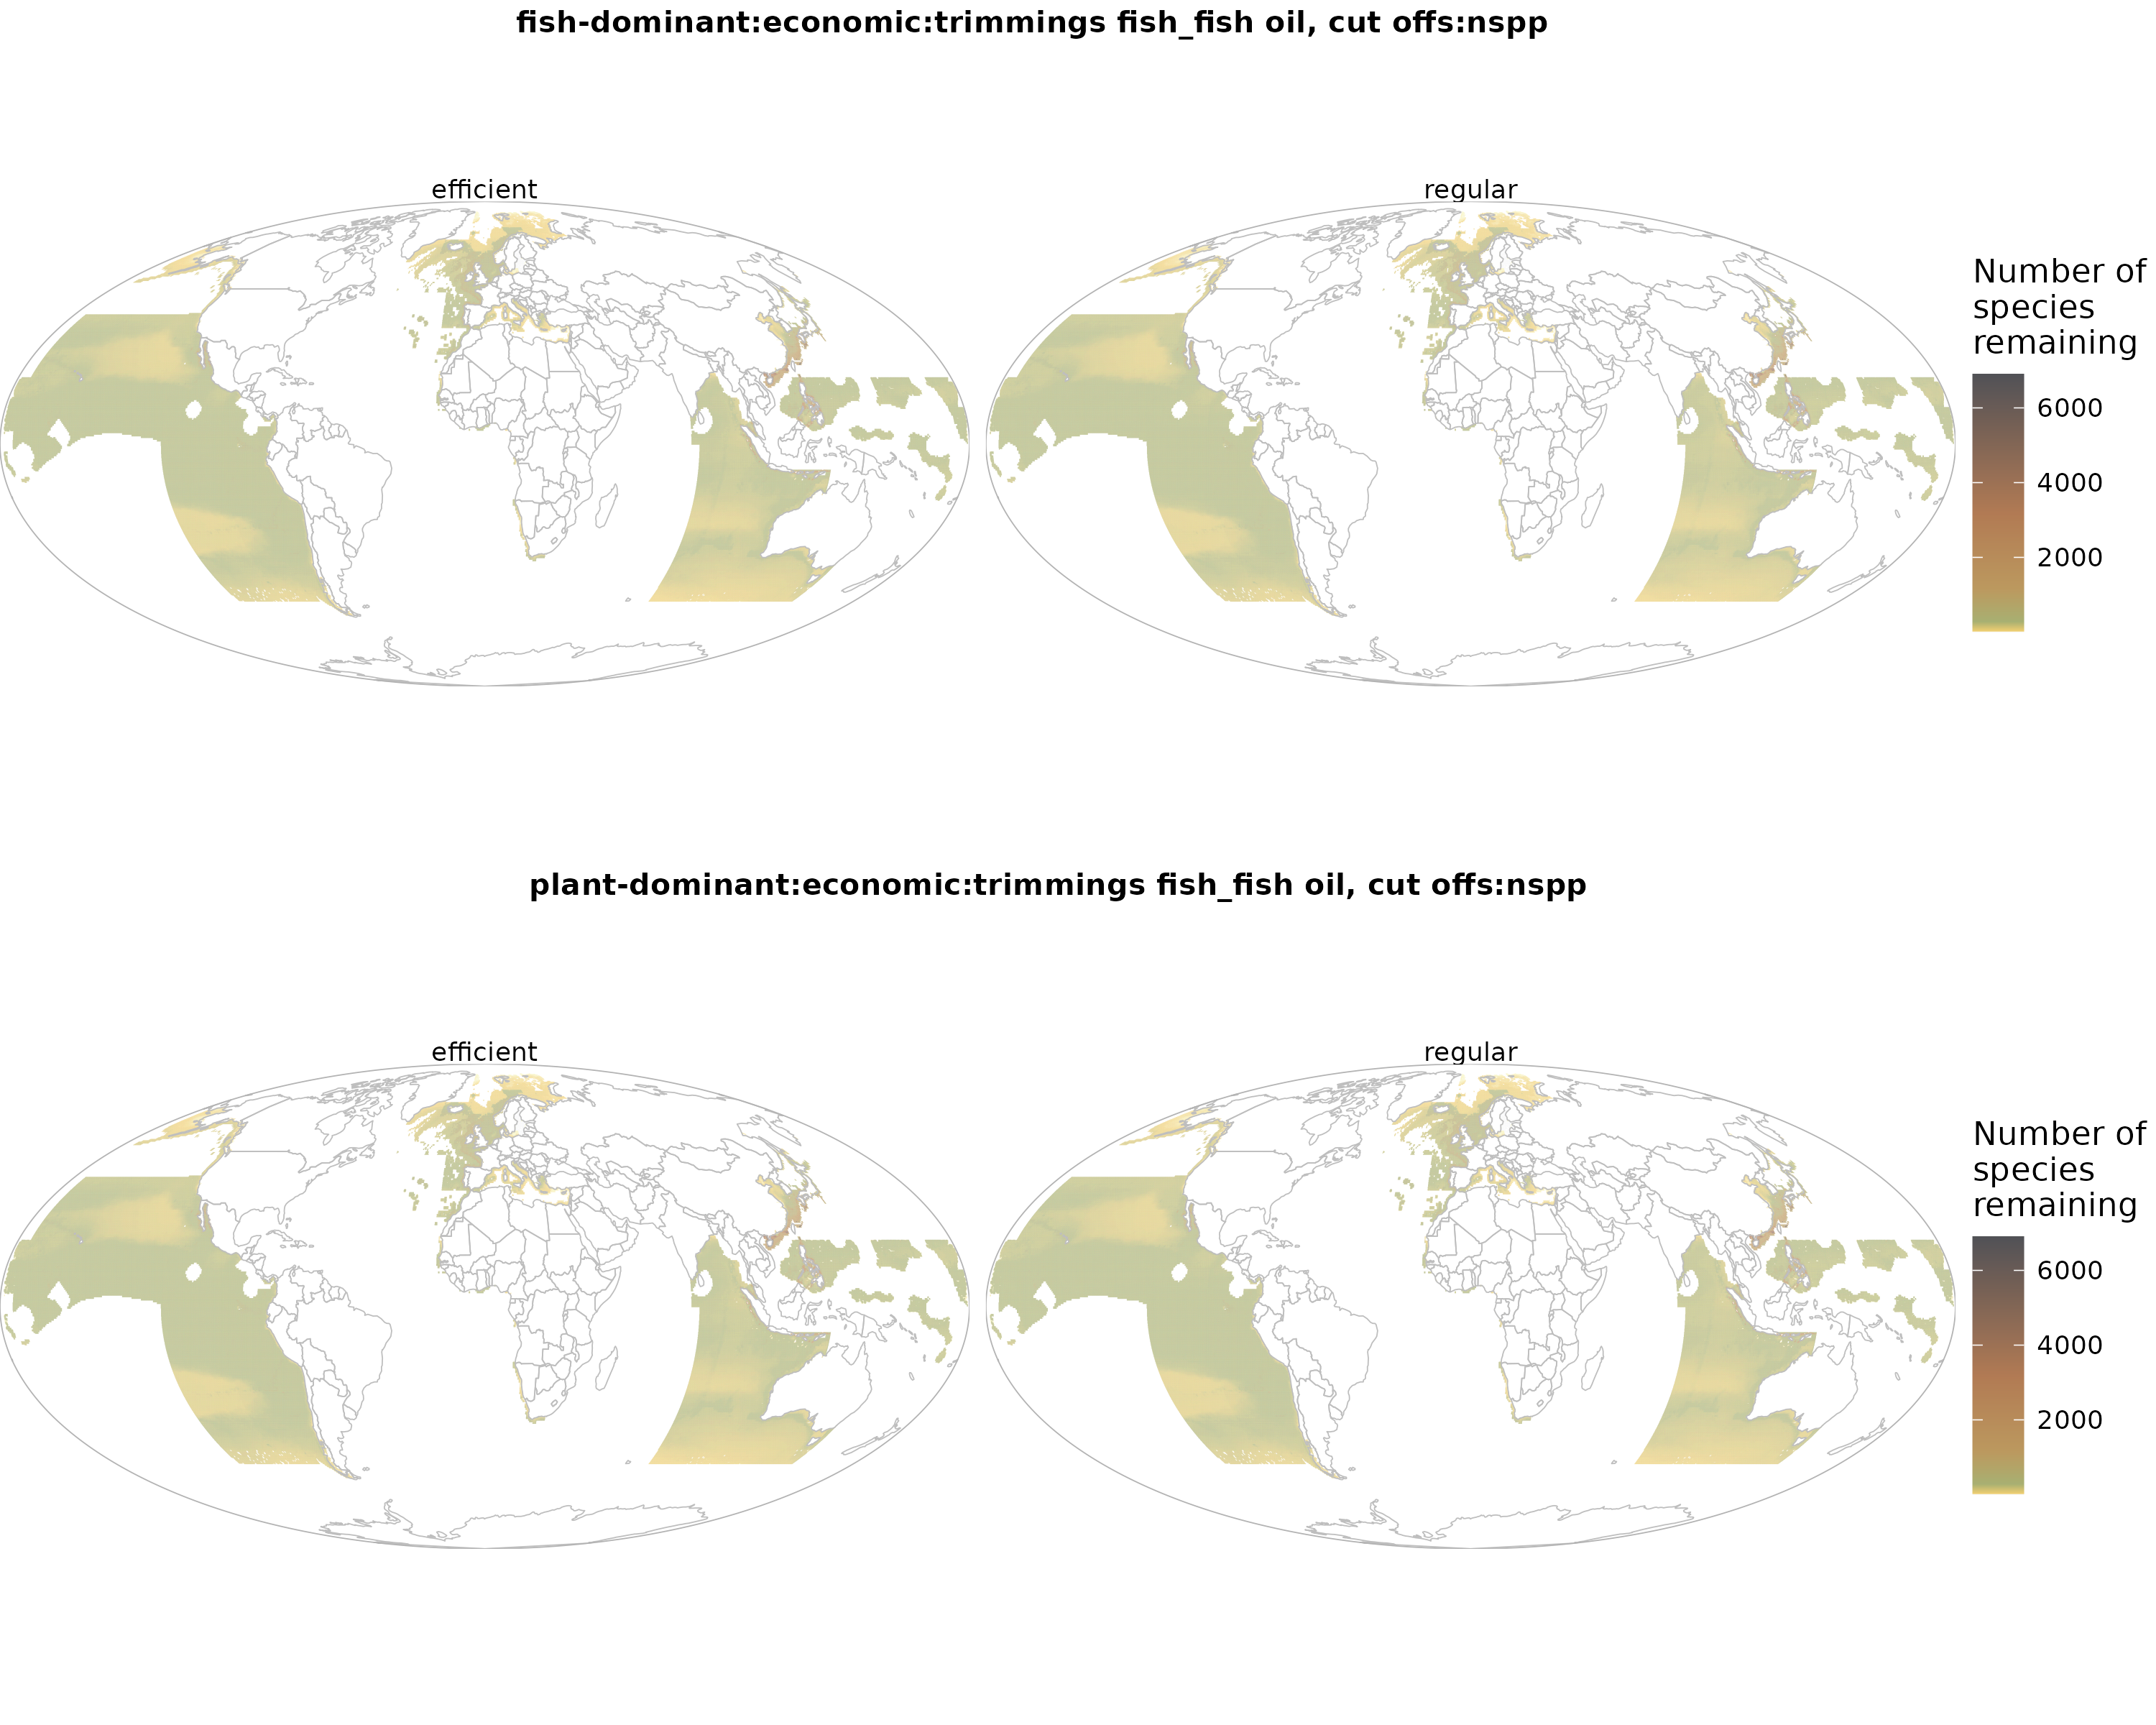 fish-dominant:economic:trimmings fish_fish oil, cut offs:nspp
efficient
regular
Number of
species
remaining
6000
4000
2000
plant-dominant:economic:trimmings fish_fish oil, cut offs:nspp
efficient
regular
Number of
species
remaining
6000
4000
2000